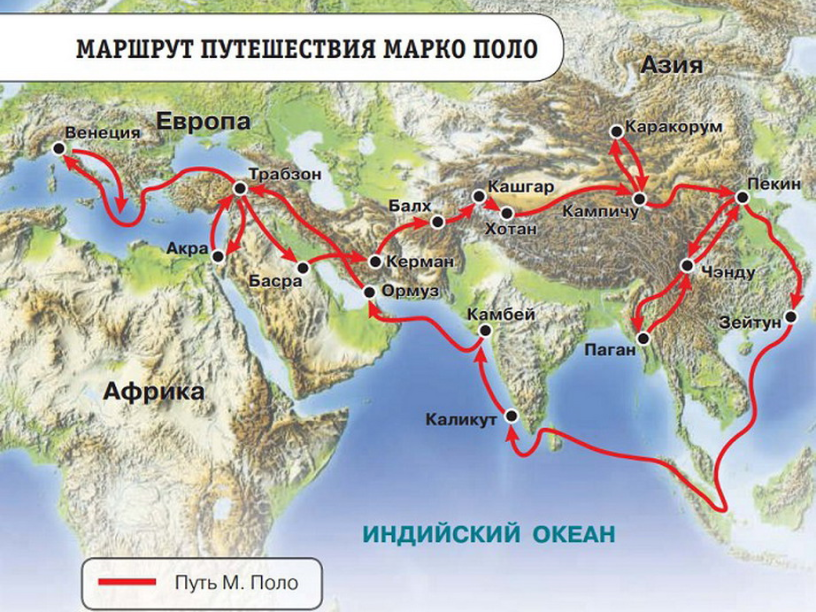 МАРШРУТ ПУТЕШЕСТВИЯ МАРКО ПОЛО
Азия
Европа
Венеция
Каракорум
Трабзон
Кашгар
Пекин
Балх
Кампичу
Хотан
Акра
Керман
Чэнду
Басра
Ормуз
Камбей
Зейтун
Паган
Африка
Каликут
ИНДИЙСКИЙ ОКЕАН
Путь М. Поло